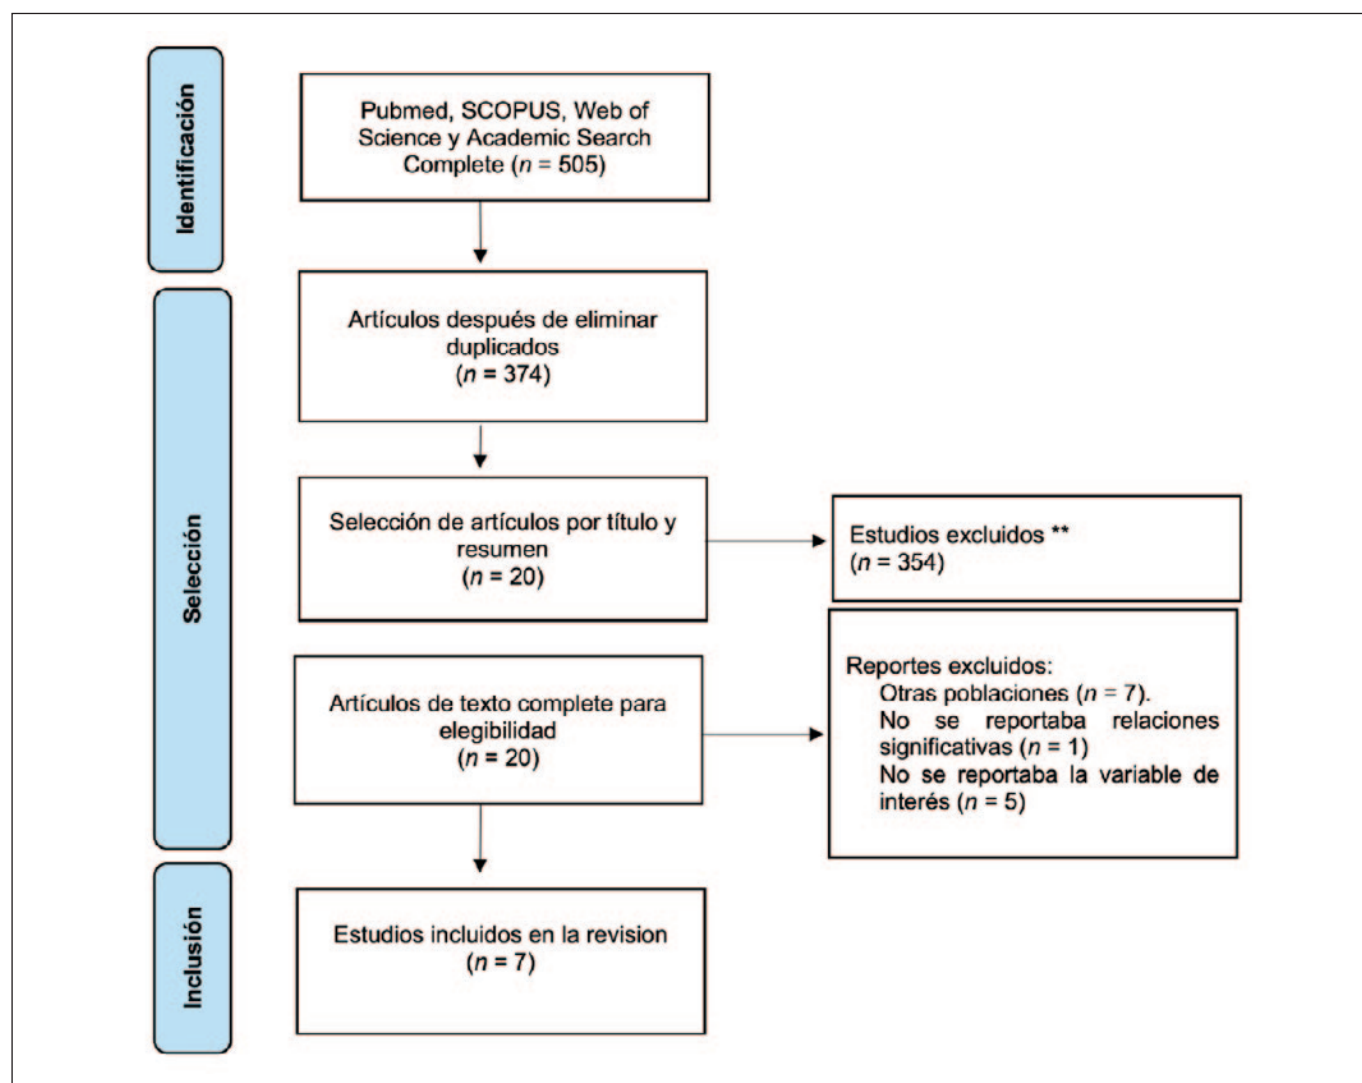 Identificación
Pubmed, SCOPUS, Web of
Science y Academic Search
Complete (n = 505)
Selección
Artículos después de eliminar
duplicados
(n = 374)
Selección de artículos por título y
resumen
(n = 20)
Estudios excluidos **
(n = 354)
Artículos de texto complete para
elegibilidad
(n = 20)
Reportes excluidos:
Otras poblaciones (n = 7).
No se reportaba relaciones
significativas (n = 1)
No se reportaba la variable de
interés (n = 5)
Inclusión
Estudios incluidos en la revision
(n = 7)